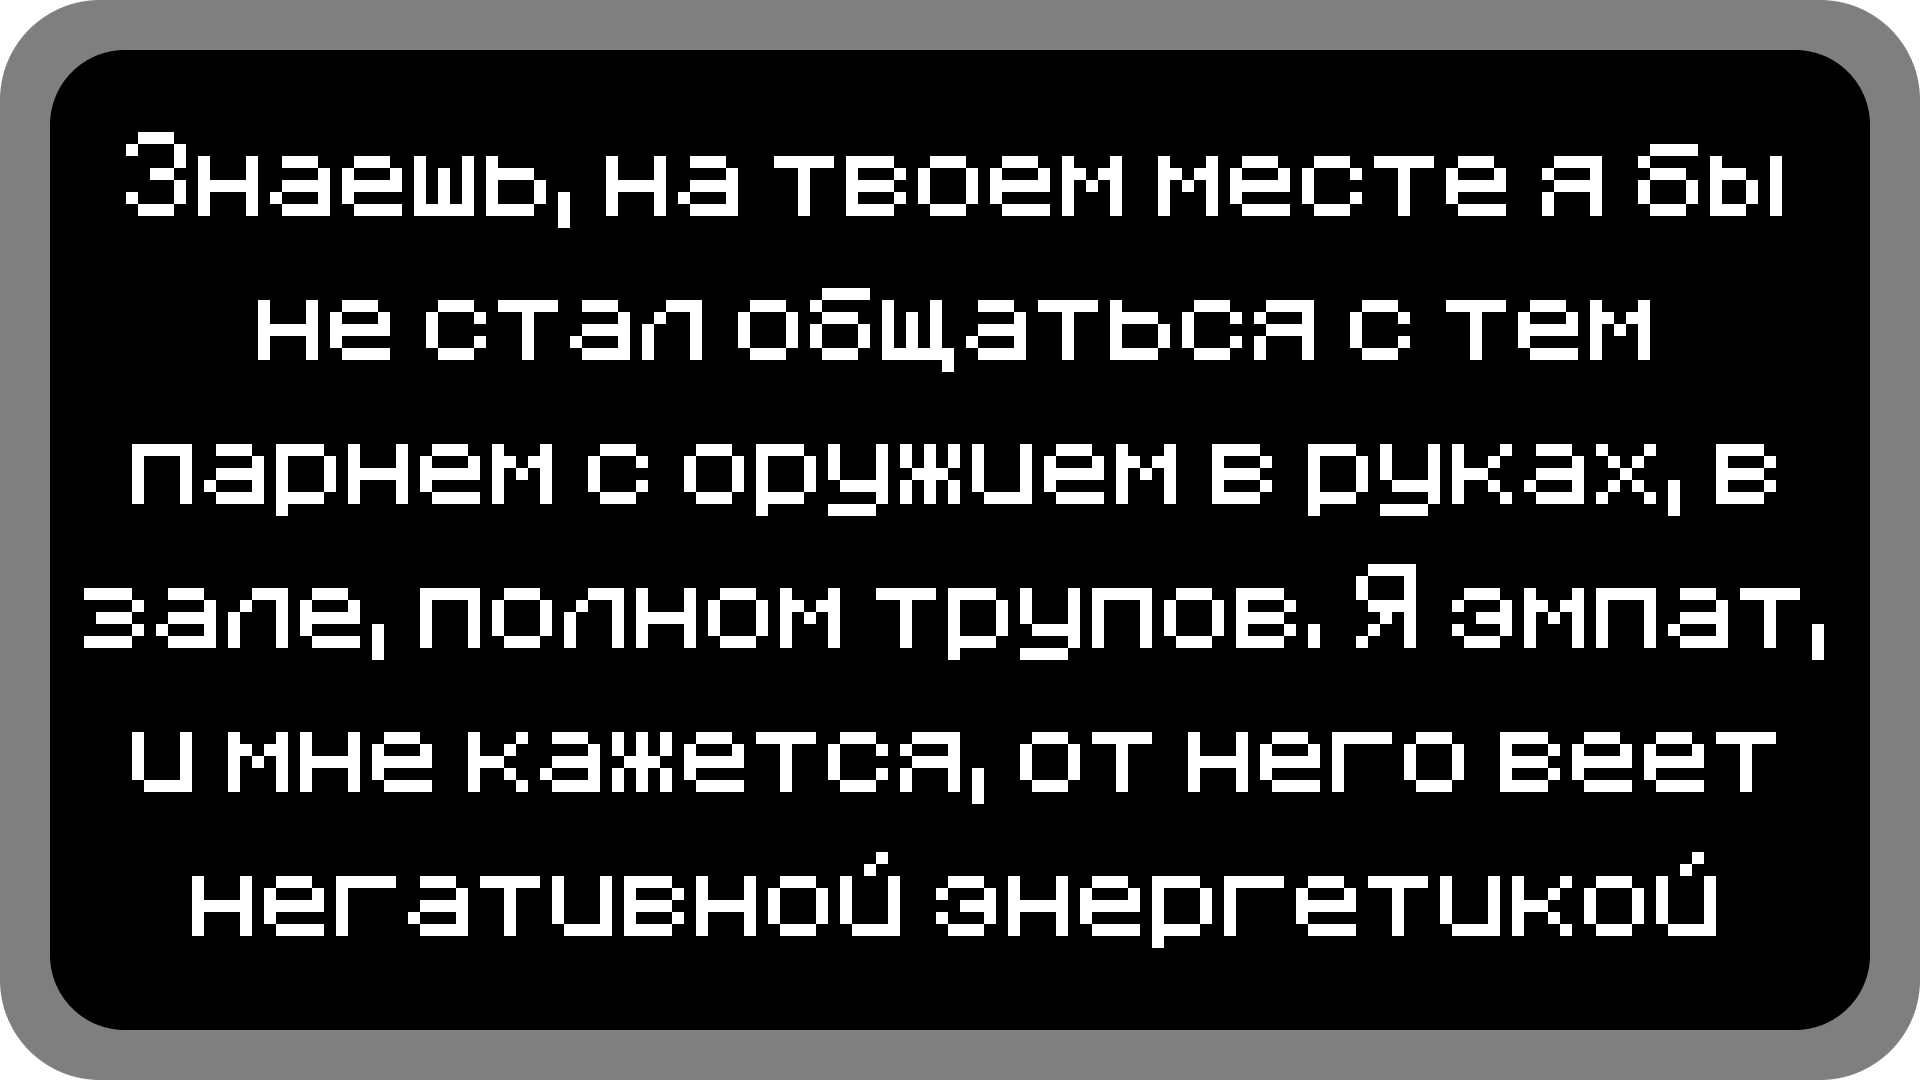 Знаешь, на твоем месте я бы
не стал общаться с тем
парнем с оружием в руках, в
зале, полном трупов. Я эмпат,
и мне кажется, от него веет
негативной энергетикой